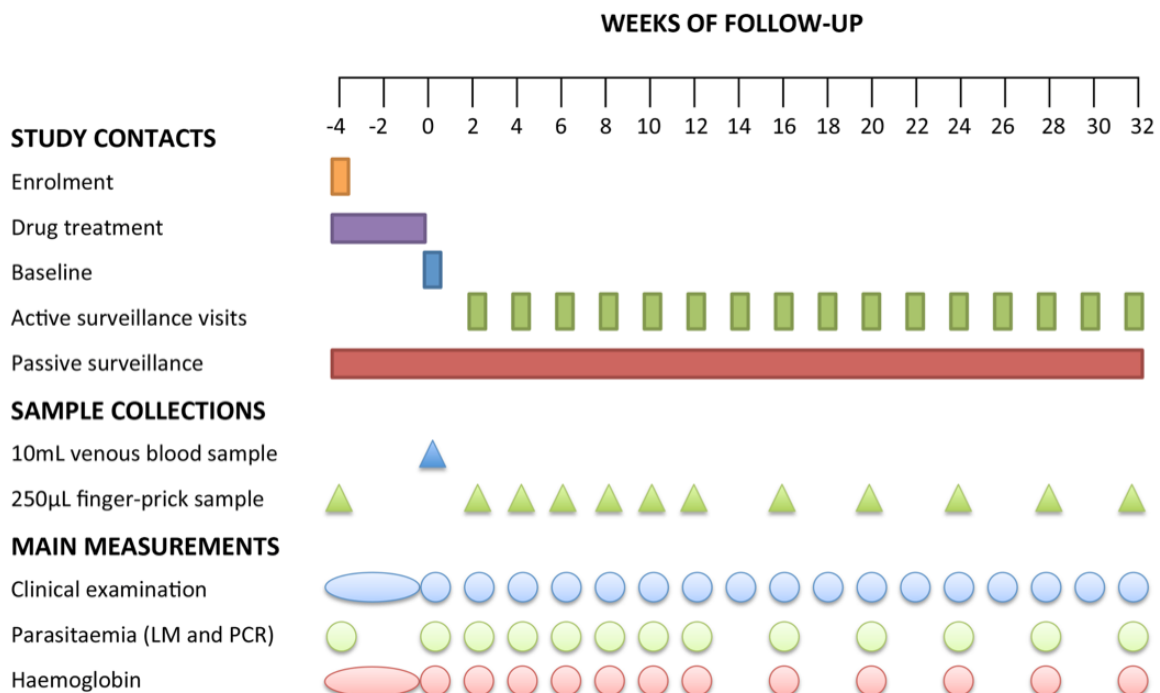 WEEKS OF FOLLOW-UP
-4 -2 0 2 4 6 8 10 12 14 16 18 20 22 24 26 28 30 32
STUDY CONTACTS
Enrolment
Drug treatment
Baseline
Active surveillance visits
Passive surveillance
SAMPLE COLLECTIONS
10mL venous blood sample
250µL finger-prick sample
MAIN MEASUREMENTS
Clinical examination
Parasitaemia (LM and PCR)
Haemoglobin